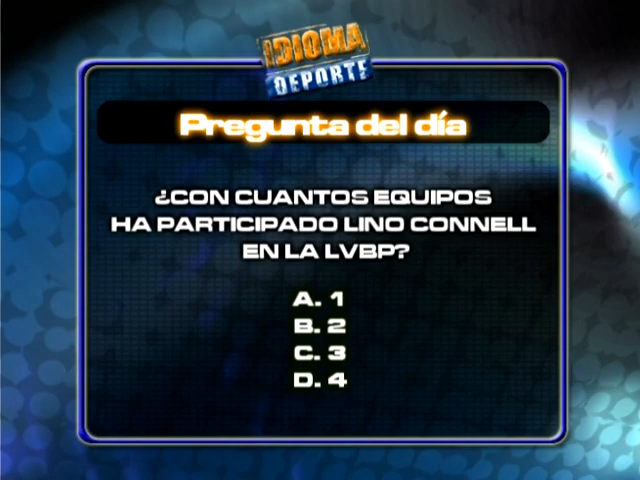 IDIOMA
DEPORTE
Pregunta del día
¿CON CUANTOS EQUIPOS
HA PARTICIPADO LINO CONNELL
EN LA LVBP?
A. 1
B. 2
C. 3
D. 4